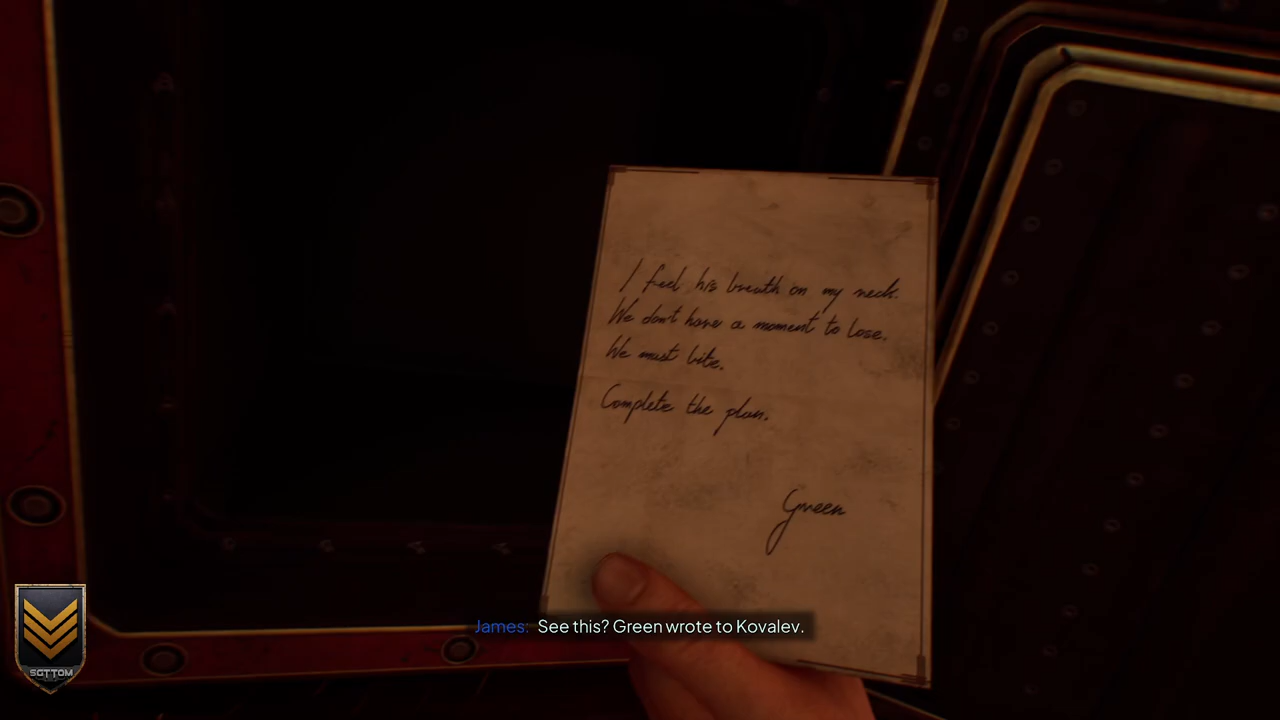 I feel his breath on my neck.
We don't have a moment to lose.
We must bite.
Complete the plan.
Green
James: See this? Green wrote to Kovalev.
SGTTOM